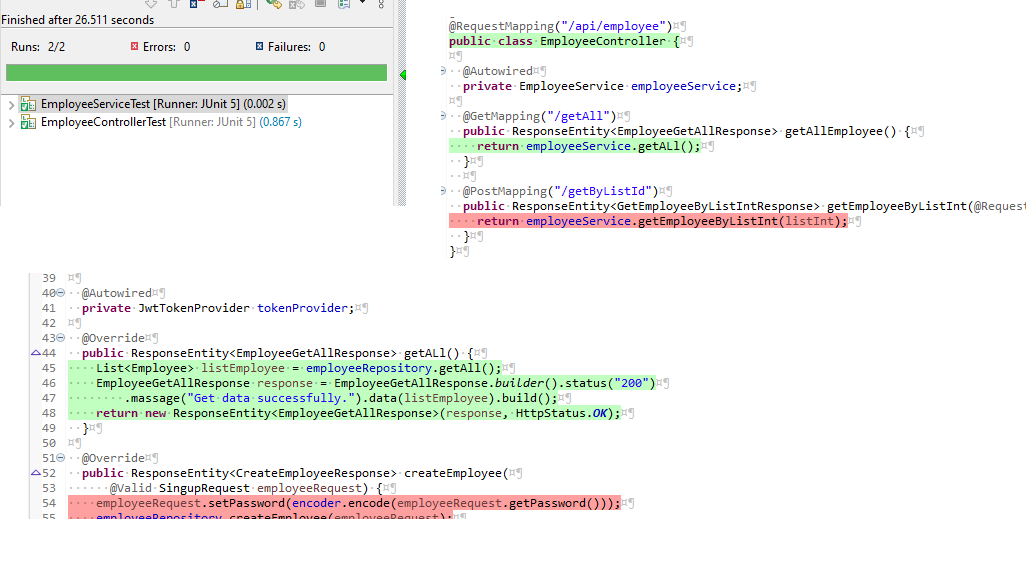 Finished after 26.511 seconds
Runs: 2/2 Errors: 0 Failures: 0
EmployeeServiceTest [Runner: JUnit 5] (0.002 s)
EmployeeControllerTest [Runner: JUnit 5] (0.867 s)
@RequestMapping("/api/employee")¤¶
public·class·EmployeeController·{¤¶
¤¶
··@Autowired¤¶
··private·EmployeeService·employeeService;¤¶
¤¶
··@GetMapping("/getAll")¤¶
··public·ResponseEntity<EmployeeGetAllResponse>·getAllEmployee()·{¤¶
····return·employeeService.getALl();¤¶
··}¤¶
··¤¶
··@PostMapping("/getByListId")¤¶
··public·ResponseEntity<GetEmployeeByListIntResponse>·getEmployeeByListInt(@Request
····return·employeeService.getEmployeeByListInt(listInt);¤¶
··}¤¶
}¤¶
39 ¤¶
40 ··@Autowired¤¶
41 ··private·JwtTokenProvider·tokenProvider;¤¶
42 ¤¶
43 ··@Override¤¶
44 ··public·ResponseEntity<EmployeeGetAllResponse>·getALl()·{¤¶
45 ····List<Employee>·listEmployee·=·employeeRepository.getAll();¤¶
46 ····EmployeeGetAllResponse·response·=·EmployeeGetAllResponse.builder().status("200")¤¶
47 ········.massage("Get·data·successfully.").data(listEmployee).build();¤¶
48 ····return·new·ResponseEntity<EmployeeGetAllResponse>(response,·HttpStatus.OK);¤¶
49 ··}¤¶
50 ¤¶
51 ··@Override¤¶
52 ··public·ResponseEntity<CreateEmployeeResponse>·createEmployee(¤¶
53 ······@Valid·SingupRequest·employeeRequest)·{¤¶
54 ····employeeRequest.setPassword(encoder.encode(employeeRequest.getPassword()));¤¶
55 ····employeeRepository.createEmployee(employeeRequest);¤¶